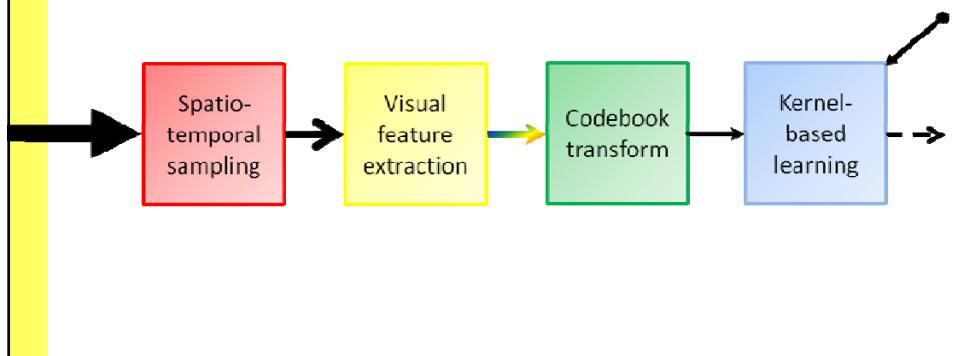 Spatio-
temporal
sampling
Visual
feature
extraction
Codebook
transform
Kernel-
based
learning